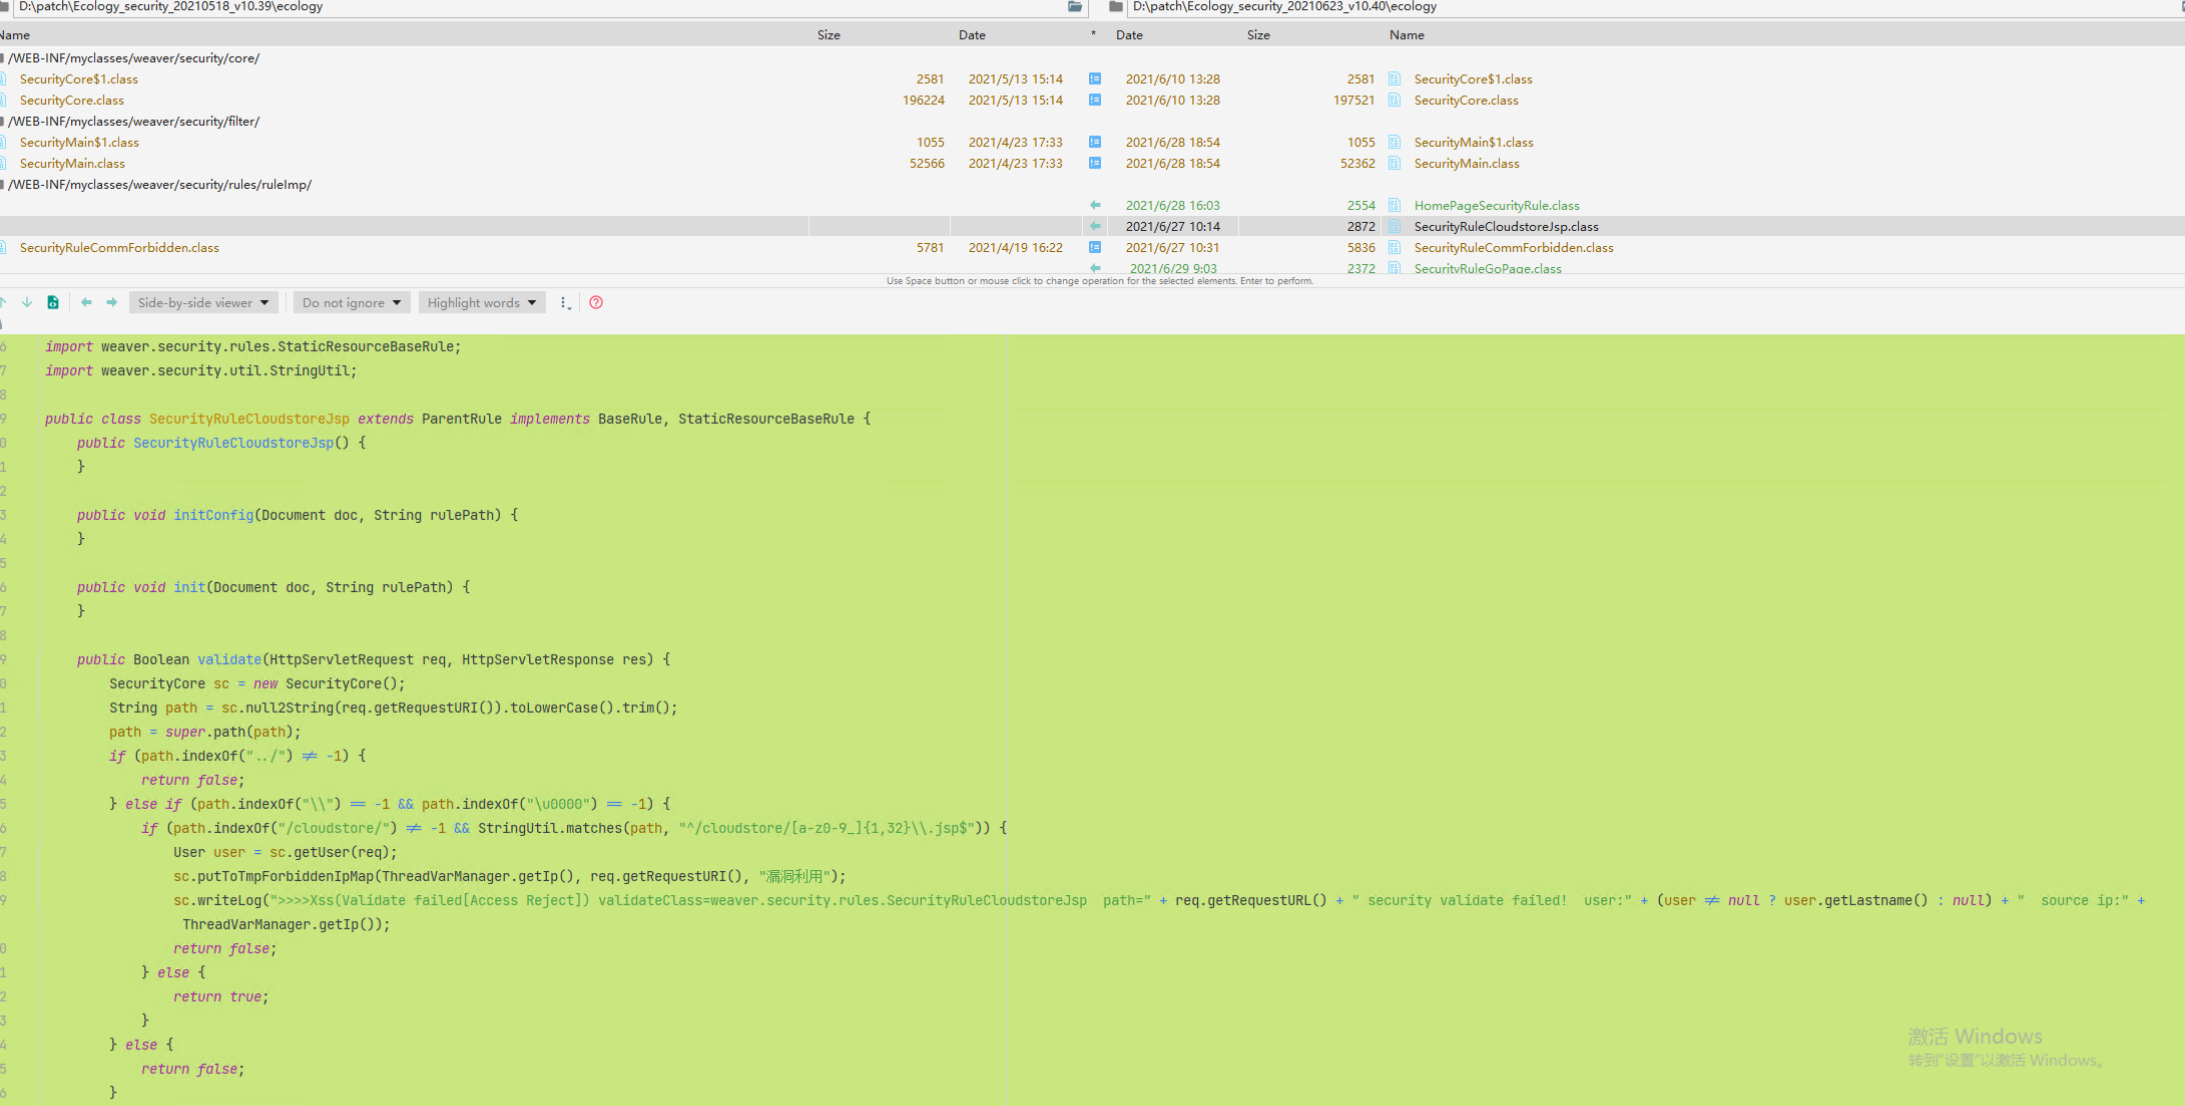 D:\patch\Ecology_security_20210518_v10.39\ecology D:\patch\Ecology_security_20210623_v10.40\ecology
Name Size Date * Date Size Name
/WEB-INF/myclasses/weaver/security/core/
SecurityCore$1.class 2581 2021/5/13 15:14 2021/6/10 13:28 2581 SecurityCore$1.class
SecurityCore.class 196224 2021/5/13 15:14 2021/6/10 13:28 197521 SecurityCore.class
/WEB-INF/myclasses/weaver/security/filter/
SecurityMain$1.class 1055 2021/4/23 17:33 2021/6/28 18:54 1055 SecurityMain$1.class
SecurityMain.class 52566 2021/4/23 17:33 2021/6/28 18:54 52362 SecurityMain.class
/WEB-INF/myclasses/weaver/security/rules/ruleImp/
2021/6/28 16:03 2554 HomePageSecurityRule.class
2021/6/27 10:14 2872 SecurityRuleCloudstoreJsp.class
SecurityRuleCommForbidden.class 5781 2021/4/19 16:22 2021/6/27 10:31 5836 SecurityRuleCommForbidden.class
2021/6/29 9:03 2372 SecurityRuleGoPage.class
Use Space button or mouse click to change operation for the selected elements. Enter to perform.
Side-by-side viewer Do not ignore Highlight words
6 import weaver.security.rules.StaticResourceBaseRule;
7 import weaver.security.util.StringUtil;
8
9 public class SecurityRuleCloudstoreJsp extends ParentRule implements BaseRule, StaticResourceBaseRule {
0 public SecurityRuleCloudstoreJsp() {
1 }
2
3 public void initConfig(Document doc, String rulePath) {
4 }
5
6 public void init(Document doc, String rulePath) {
7 }
8
9 public Boolean validate(HttpServletRequest req, HttpServletResponse res) {
0 SecurityCore sc = new SecurityCore();
1 String path = sc.null2String(req.getRequestURI()).toLowerCase().trim();
2 path = super.path(path);
3 if (path.indexOf("../") ≠ -1) {
4 return false;
5 } else if (path.indexOf("\\") == -1 && path.indexOf("\u0000") == -1) {
6 if (path.indexOf("/cloudstore/") ≠ -1 && StringUtil.matches(path, "^/cloudstore/[a-z0-9_]{1,32}\\.jsp$")) {
7 User user = sc.getUser(req);
8 sc.putToTmpForbiddenIpMap(ThreadVarManager.getIp(), req.getRequestURI(), "漏洞利用");
9 sc.writeLog(">>>>Xss(Validate failed[Access Reject]) validateClass=weaver.security.rules.SecurityRuleCloudstoreJsp  path=" + req.getRequestURL() + " security validate failed!  user:" + (user ≠ null ? user.getLastname() : null) + "  source ip:" +
ThreadVarManager.getIp());
0 return false;
1 } else {
2 return true;
3 }
4 } else {
5 return false;
6 }
激活 Windows
转到"设置"以激活 Windows。